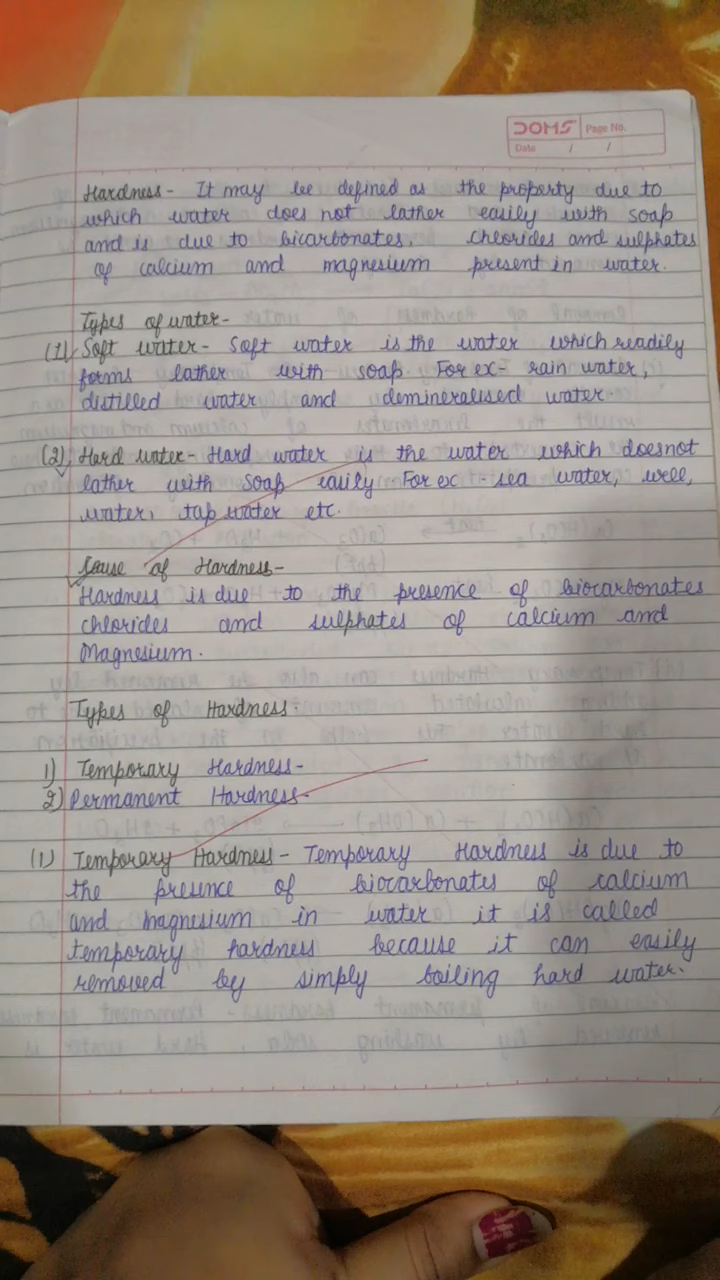 DOMS Page No.
Date / /
Hardness- It may be defined as the property due to
which water does not lather easily with soap
and is due to bicarbonates, chlorides and sulphates
of calcium and magnesium present in water.
Types of water-
(1) Soft water- Soft water is the water which readily
forms lather with soap. For ex- rain water,
distilled water and demineralised water.
(2) Hard water- Hard water is the water which doesnot
lather with soap easily For ex - sea water, well,
water, tap water etc.
Cause of Hardness-
Hardness is due to the presence of biocarbonates
chlorides and sulphates of calcium and
Magnesium.
Types of Hardness.
1) Temporary Hardness-
2) Permanent Hardness-
(1) Temporary Hardness- Temporary Hardness is due to
the presence of biocarbonates of calcium
and magnesium in water it is called
temporary hardness because it can easily
removed by simply boiling hard water.